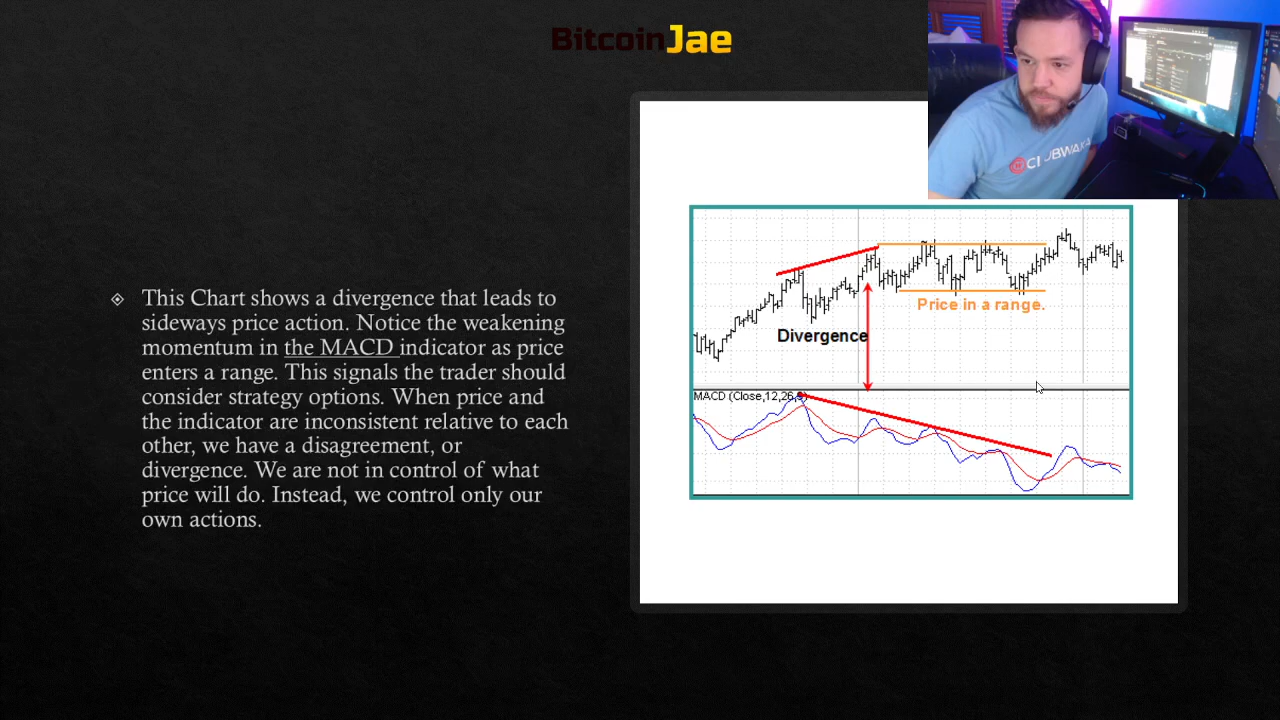 BitcoinJae
This Chart shows a divergence that leads to
sideways price action. Notice the weakening
momentum in the MACD indicator as price
enters a range. This signals the trader should
consider strategy options. When price and
the indicator are inconsistent relative to each
other, we have a disagreement, or
divergence. We are not in control of what
price will do. Instead, we control only our
own actions.
Price in a range.
Divergence
MACD (Close,12,26,9)